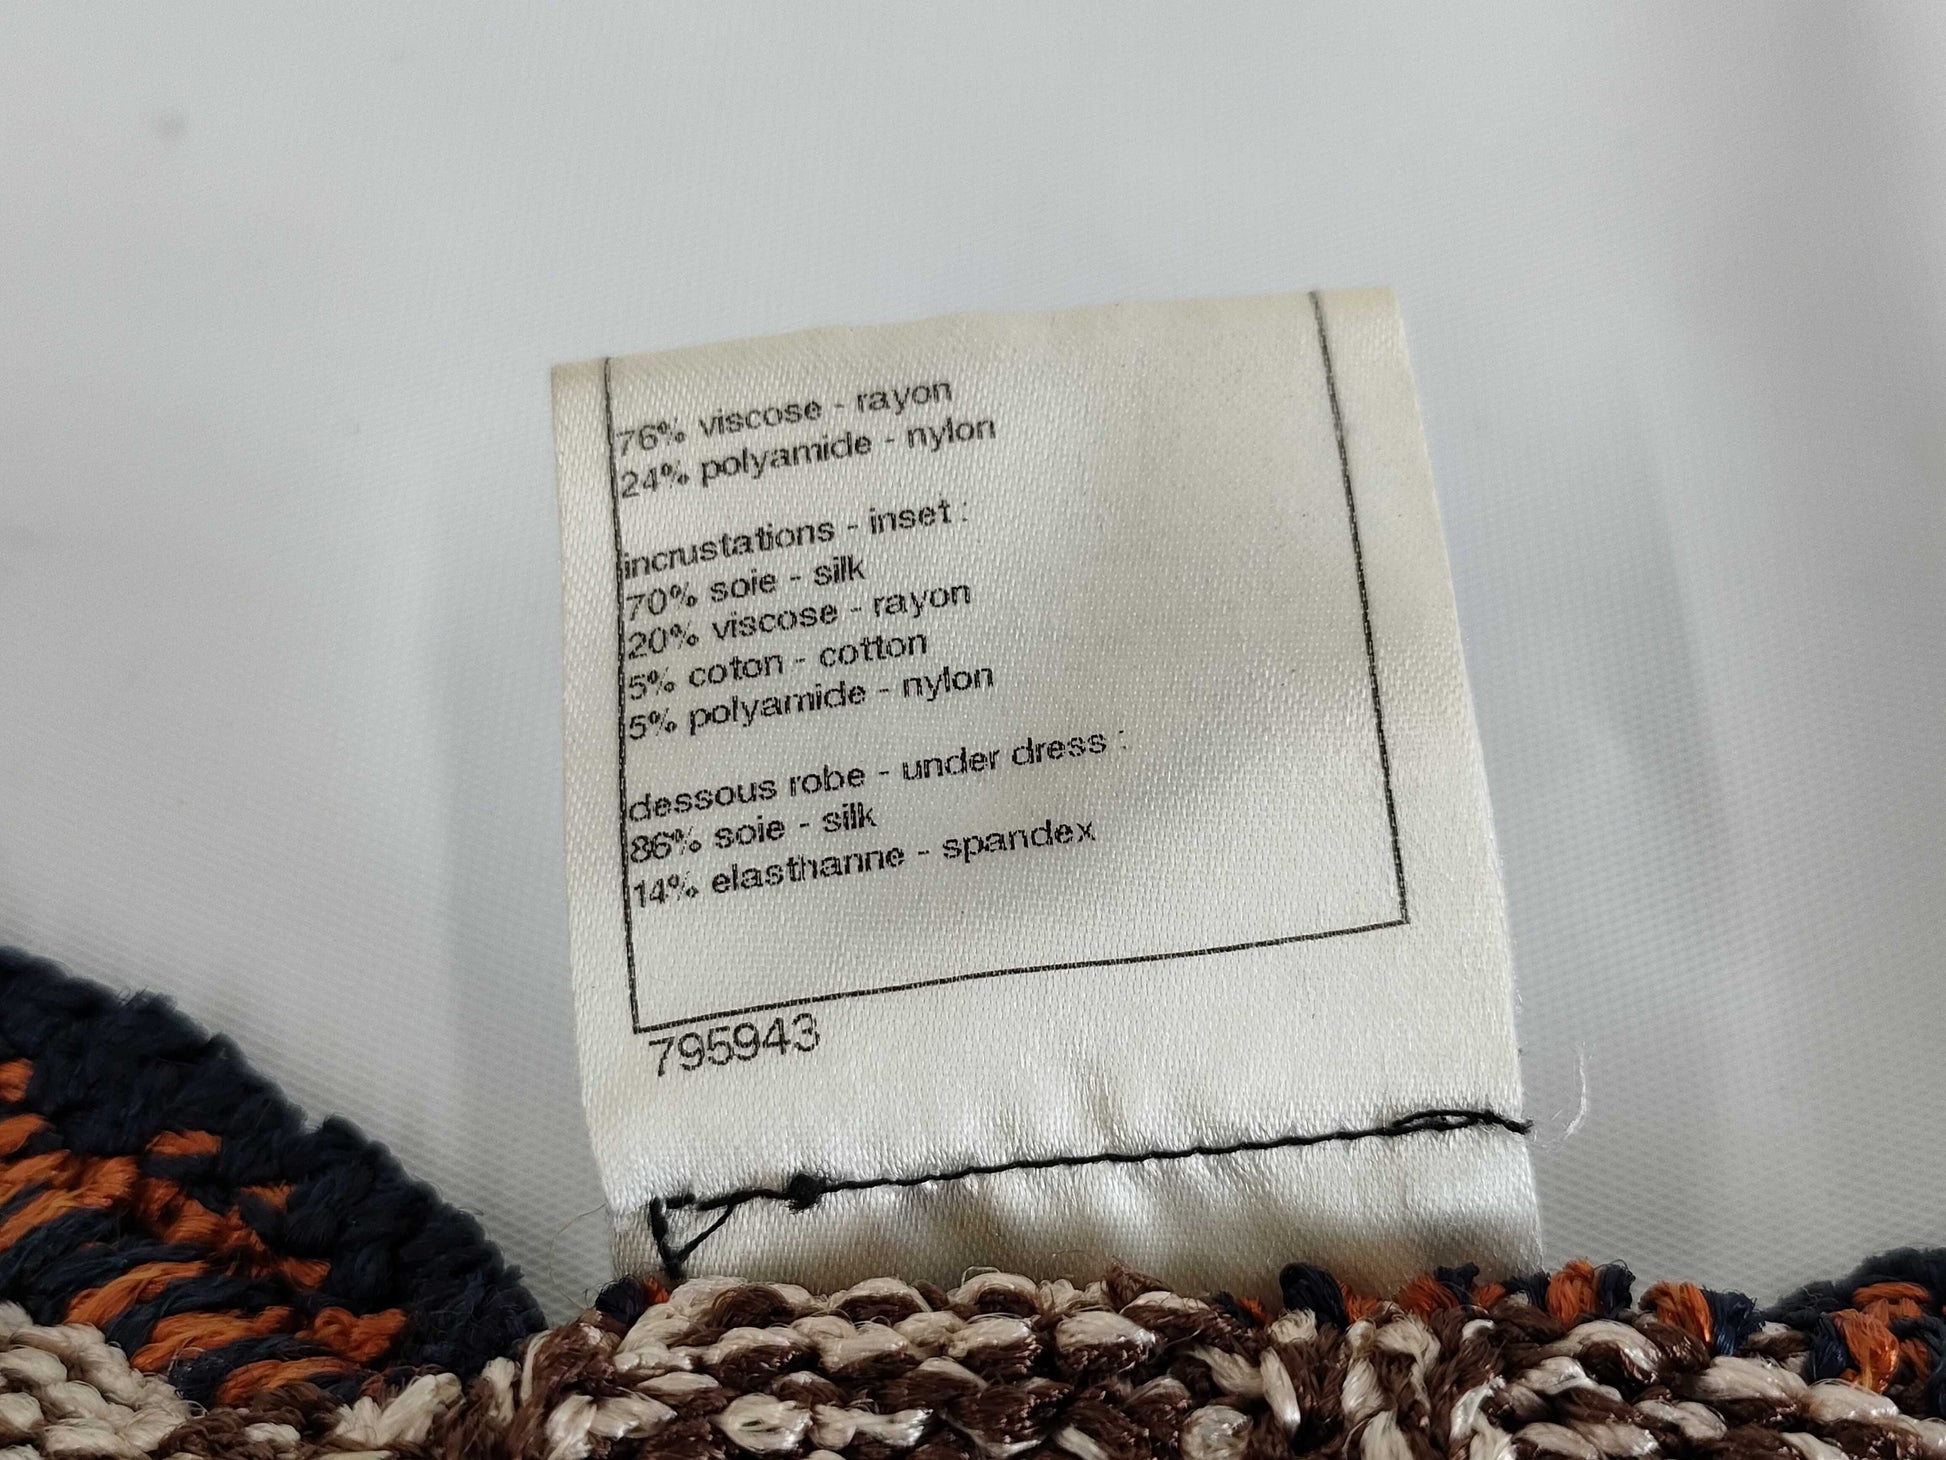 76% viscose - rayon
24% polyamide - nylon
incrustations - inset :
70% soie - silk
20% viscose - rayon
5% coton - cotton
5% polyamide - nylon
dessous robe - under dress :
86% soie - silk
14% elasthanne - spandex
795943